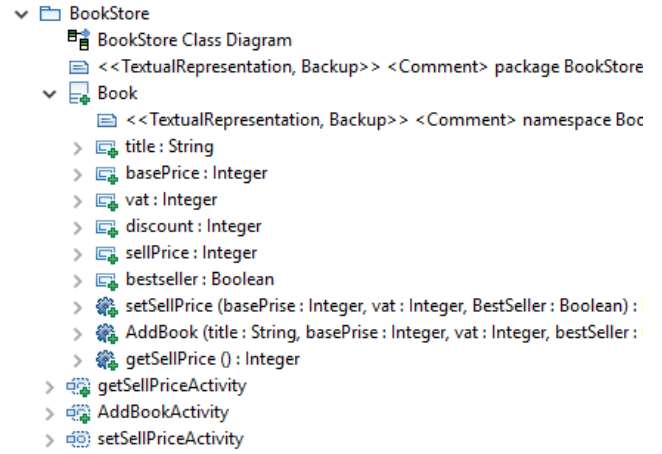 BookStore
BookStore Class Diagram
<<TextualRepresentation, Backup>> <Comment> package BookStore
Book
<<TextualRepresentation, Backup>> <Comment> namespace Boo
title : String
basePrice : Integer
vat : Integer
discount : Integer
sellPrice : Integer
bestseller : Boolean
setSellPrice (basePrise : Integer, vat : Integer, BestSeller : Boolean) :
AddBook (title : String, basePrise : Integer, vat : Integer, bestSeller :
getSellPrice () : Integer
getSellPriceActivity
AddBookActivity
setSellPriceActivity